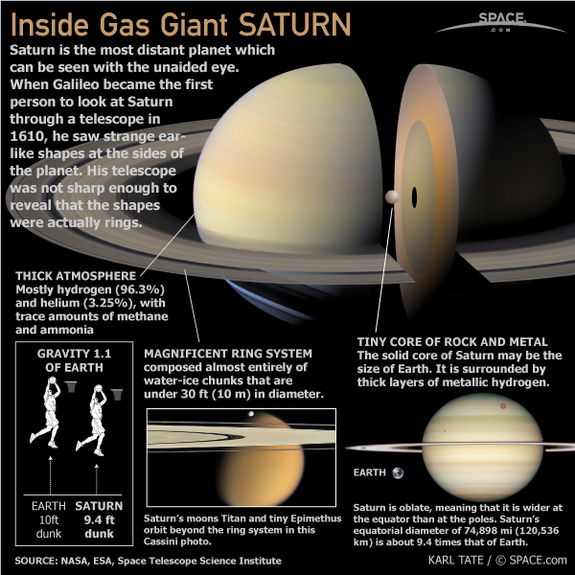 Inside Gas Giant SATURN
SPACE
.COM
Saturn is the most distant planet which
can be seen with the unaided eye.
When Galileo became the first
person to look at Saturn
through a telescope in
1610, he saw strange ear-
like shapes at the sides of
the planet. His telescope
was not sharp enough to
reveal that the shapes
were actually rings.
THICK ATMOSPHERE
Mostly hydrogen (96.3%)
and helium (3.25%), with
trace amounts of methane
and ammonia
GRAVITY 1.1
OF EARTH
EARTH
10ft
dunk
SATURN
9.4 ft
dunk
MAGNIFICENT RING SYSTEM
composed almost entirely of
water-ice chunks that are
under 30 ft (10 m) in diameter.
Saturn's moons Titan and tiny Epimethus
orbit beyond the ring system in this
Cassini photo.
TINY CORE OF ROCK AND METAL
The solid core of Saturn may be the
size of Earth. It is surrounded by
thick layers of metallic hydrogen.
EARTH
Saturn is oblate, meaning that it is wider at
the equator than at the poles. Saturn's
equatorial diameter of 74,898 mi (120,536
km) is about 9.4 times that of Earth.
SOURCE: NASA, ESA, Space Telescope Science Institute
KARL TATE / © SPACE.com